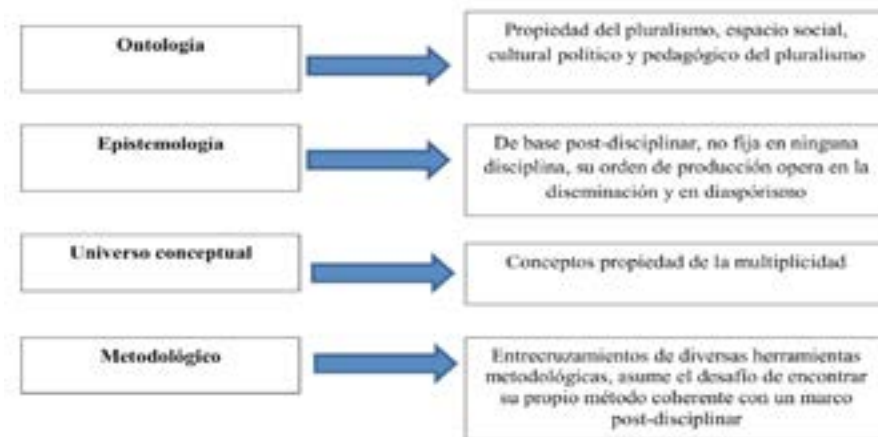 Ontología
Propiedad del pluralismo, espacio social,
cultural político y pedagógico del pluralismo
Epistemología
De base post-disciplinar, no fija en ninguna
disciplina, su orden de producción opera en la
diseminación y en diasporismo
Universo conceptual
Conceptos propiedad de la multiplicidad
Metodológico
Entrecruzamientos de diversas herramientas
metodológicas, asume el desafío de encontrar
su propio método coherente con un marco
post-disciplinar